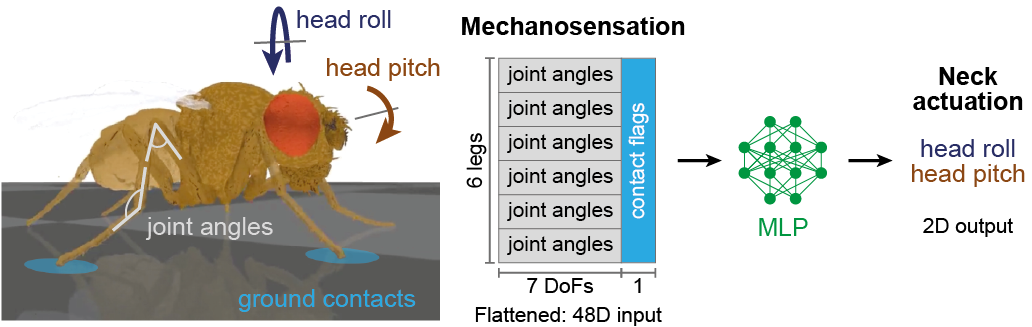 head roll
head pitch
joint angles
ground contacts
Mechanosensation
6 legs
joint angles
joint angles
joint angles
joint angles
joint angles
joint angles
contact flags
7 DoFs
1
Flattened: 48D input
MLP
Neck
actuation
head roll
head pitch
2D output